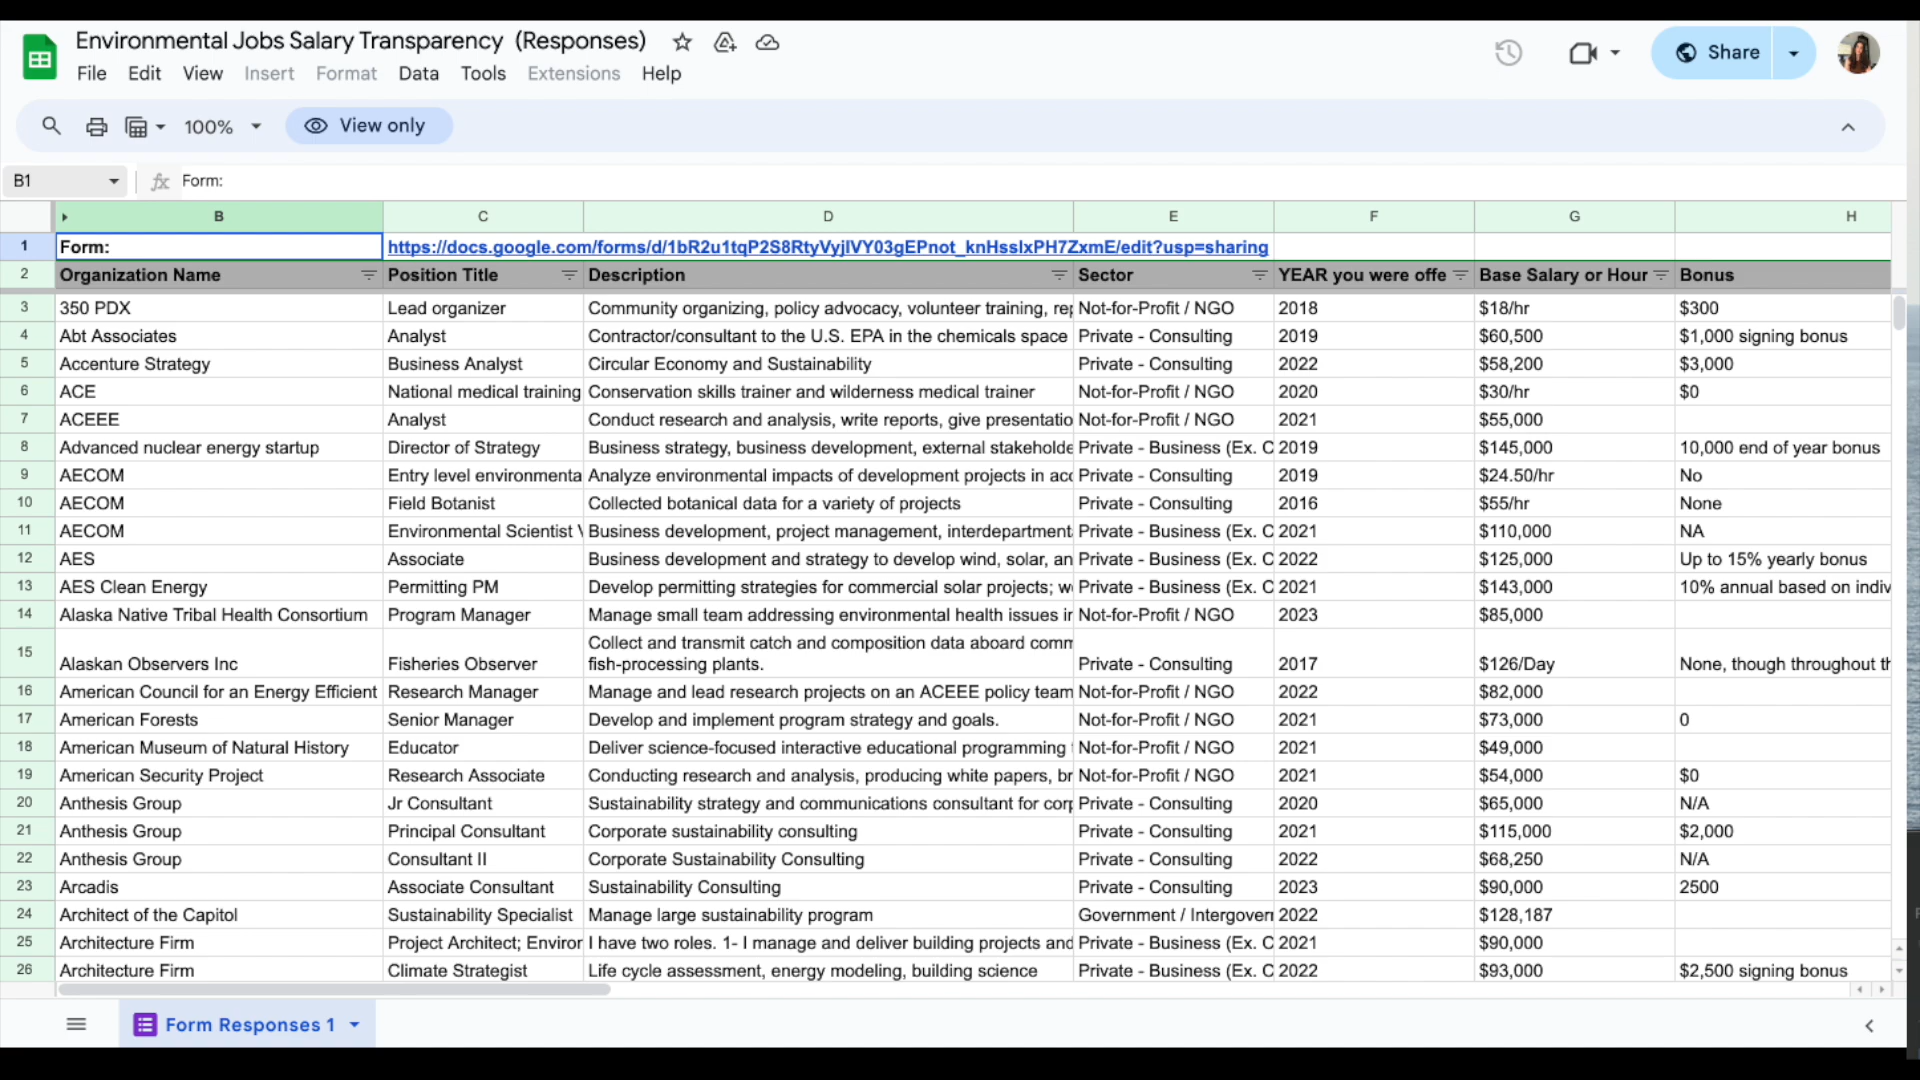 Environmental Jobs Salary Transparency (Responses)
Share
File Edit View Insert Format Data Tools Extensions Help
100% View only
B1 fx Form:
B C D E F G H
1 Form: https://docs.google.com/forms/d/1bR2u1tqP2S8RtyVyjIVY03gEPnot_knHssIxPH7ZxmE/edit?usp=sharing
2 Organization Name Position Title Description Sector YEAR you were offe Base Salary or Hour Bonus
3 350 PDX Lead organizer Community organizing, policy advocacy, volunteer training, rep Not-for-Profit / NGO 2018 $18/hr $300
4 Abt Associates Analyst Contractor/consultant to the U.S. EPA in the chemicals space Private - Consulting 2019 $60,500 $1,000 signing bonus
5 Accenture Strategy Business Analyst Circular Economy and Sustainability Private - Consulting 2022 $58,200 $3,000
6 ACE National medical training Conservation skills trainer and wilderness medical trainer Not-for-Profit / NGO 2020 $30/hr $0
7 ACEEE Analyst Conduct research and analysis, write reports, give presentatio Not-for-Profit / NGO 2021 $55,000
8 Advanced nuclear energy startup Director of Strategy Business strategy, business development, external stakeholde Private - Business (Ex. C 2019 $145,000 10,000 end of year bonus
9 AECOM Entry level environmenta Analyze environmental impacts of development projects in acc Private - Consulting 2019 $24.50/hr No
10 AECOM Field Botanist Collected botanical data for a variety of projects Private - Consulting 2016 $55/hr None
11 AECOM Environmental Scientist V Business development, project management, interdepartment Private - Business (Ex. C 2021 $110,000 NA
12 AES Associate Business development and strategy to develop wind, solar, an Private - Business (Ex. C 2022 $125,000 Up to 15% yearly bonus
13 AES Clean Energy Permitting PM Develop permitting strategies for commercial solar projects; w Private - Business (Ex. C 2021 $143,000 10% annual based on indiv
14 Alaska Native Tribal Health Consortium Program Manager Manage small team addressing environmental health issues in Not-for-Profit / NGO 2023 $85,000
Collect and transmit catch and composition data aboard comm
15 Alaskan Observers Inc Fisheries Observer fish-processing plants. Private - Consulting 2017 $126/Day None, though throughout th
16 American Council for an Energy Efficient Research Manager Manage and lead research projects on an ACEEE policy team Not-for-Profit / NGO 2022 $82,000
17 American Forests Senior Manager Develop and implement program strategy and goals. Not-for-Profit / NGO 2021 $73,000 0
18 American Museum of Natural History Educator Deliver science-focused interactive educational programming Not-for-Profit / NGO 2021 $49,000
19 American Security Project Research Associate Conducting research and analysis, producing white papers, br Not-for-Profit / NGO 2021 $54,000 $0
20 Anthesis Group Jr Consultant Sustainability strategy and communications consultant for corp Private - Consulting 2020 $65,000 N/A
21 Anthesis Group Principal Consultant Corporate sustainability consulting Private - Consulting 2021 $115,000 $2,000
22 Anthesis Group Consultant II Corporate Sustainability Consulting Private - Consulting 2022 $68,250 N/A
23 Arcadis Associate Consultant Sustainability Consulting Private - Consulting 2023 $90,000 2500
24 Architect of the Capitol Sustainability Specialist Manage large sustainability program Government / Intergovern 2022 $128,187
25 Architecture Firm Project Architect; Environ I have two roles. 1- I manage and deliver building projects and Private - Business (Ex. C 2021 $90,000
26 Architecture Firm Climate Strategist Life cycle assessment, energy modeling, building science Private - Business (Ex. C 2022 $93,000 $2,500 signing bonus
Form Responses 1